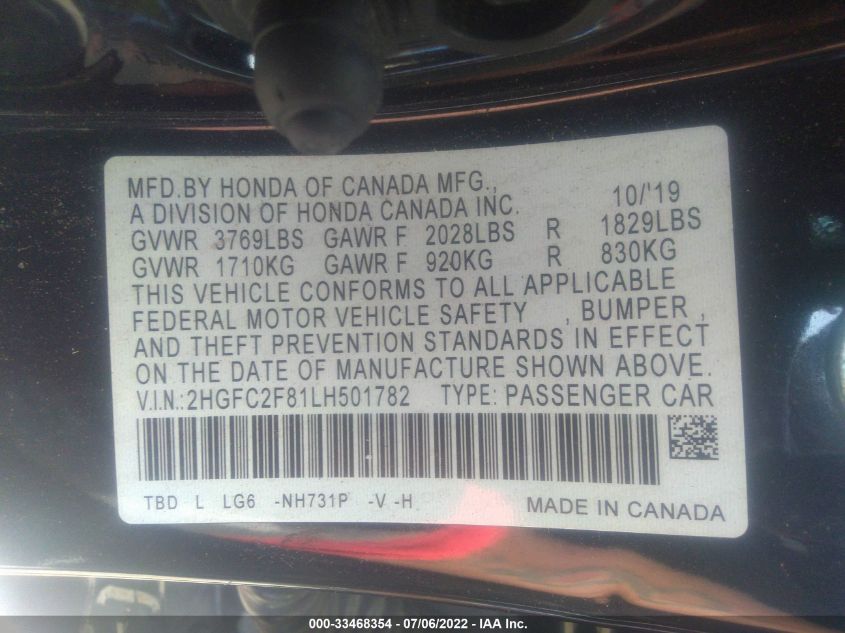 MFD.BY HONDA OF CANADA MFG., 10/'19
A DIVISION OF HONDA CANADA INC.
GVWR 3769LBS GAWR F 2028LBS R 1829LBS
GVWR 1710KG GAWR F 920KG R 830KG
THIS VEHICLE CONFORMS TO ALL APPLICABLE
FEDERAL MOTOR VEHICLE SAFETY , BUMPER ,
AND THEFT PREVENTION STANDARDS IN EFFECT
ON THE DATE OF MANUFACTURE SHOWN ABOVE.
V.I.N.:2HGFC2F81LH501782 TYPE: PASSENGER CAR
TBD L LG6 -NH731P -V -H MADE IN CANADA
000-33468354 - 07/06/2022 - IAA Inc.